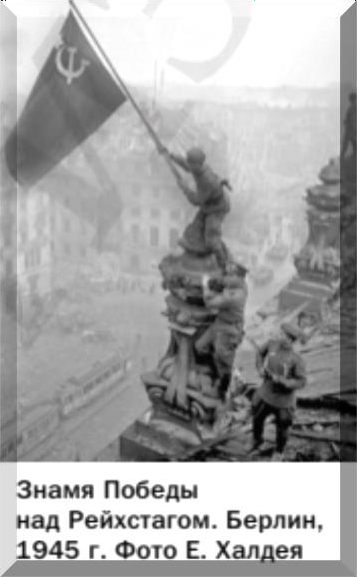 Знамя Победы
над Рейхстагом. Берлин,
1945 г. Фото Е. Халдея